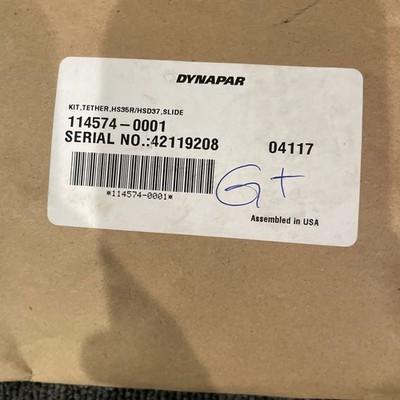 DYNAPAR
KIT,TETHER,HS35R/HSD37,SLIDE
114574-0001
SERIAL NO.:42119208 04117
*114574-0001*
G+
Assembled in USA